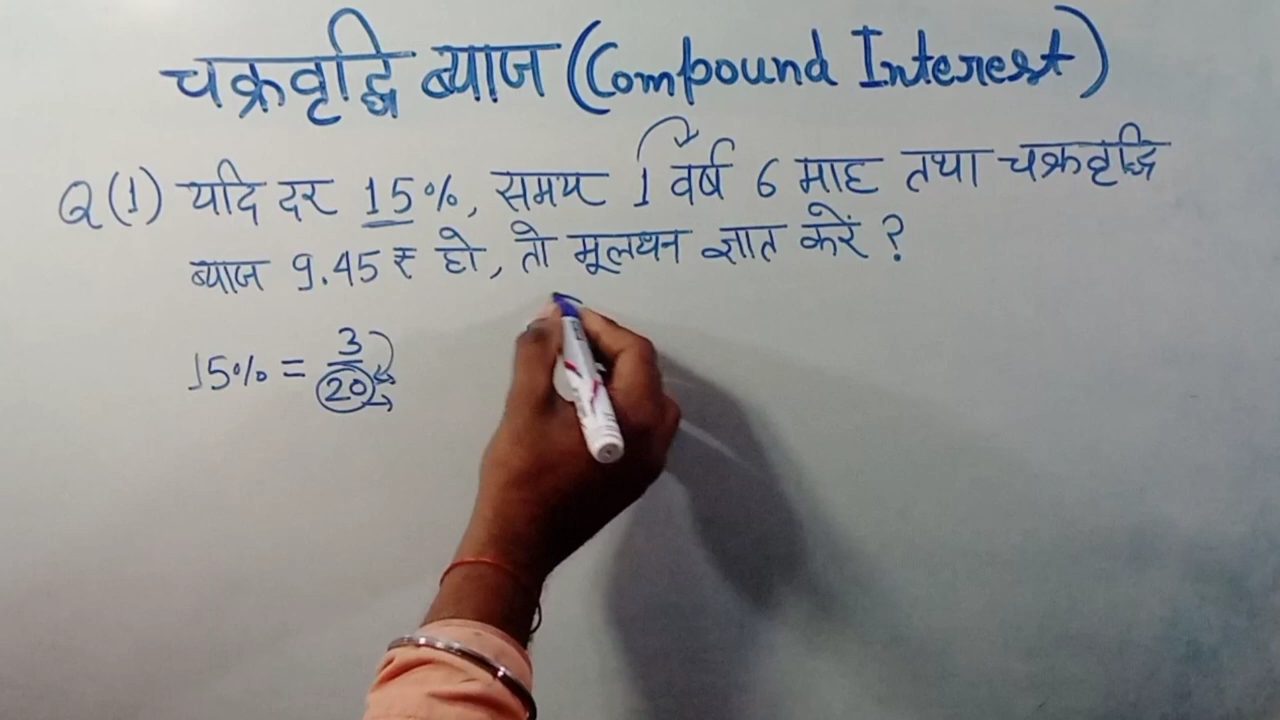 चक्रवृद्धि ब्याज (Compound Interest)
Q(1) यदि दर 15%, समय 1 वर्ष 6 माह तथा चक्रवृद्धि
ब्याज 9.45 ₹ हो, तो मूलधन ज्ञात करें ?
15% = 3/20